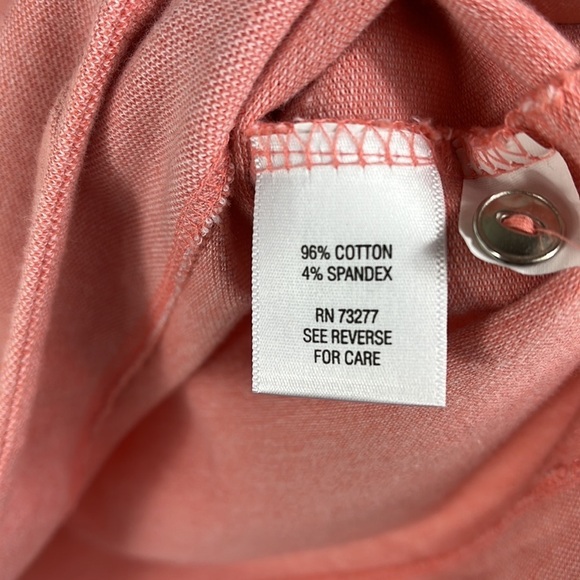 96% COTTON
4% SPANDEX
RN 73277
SEE REVERSE
FOR CARE